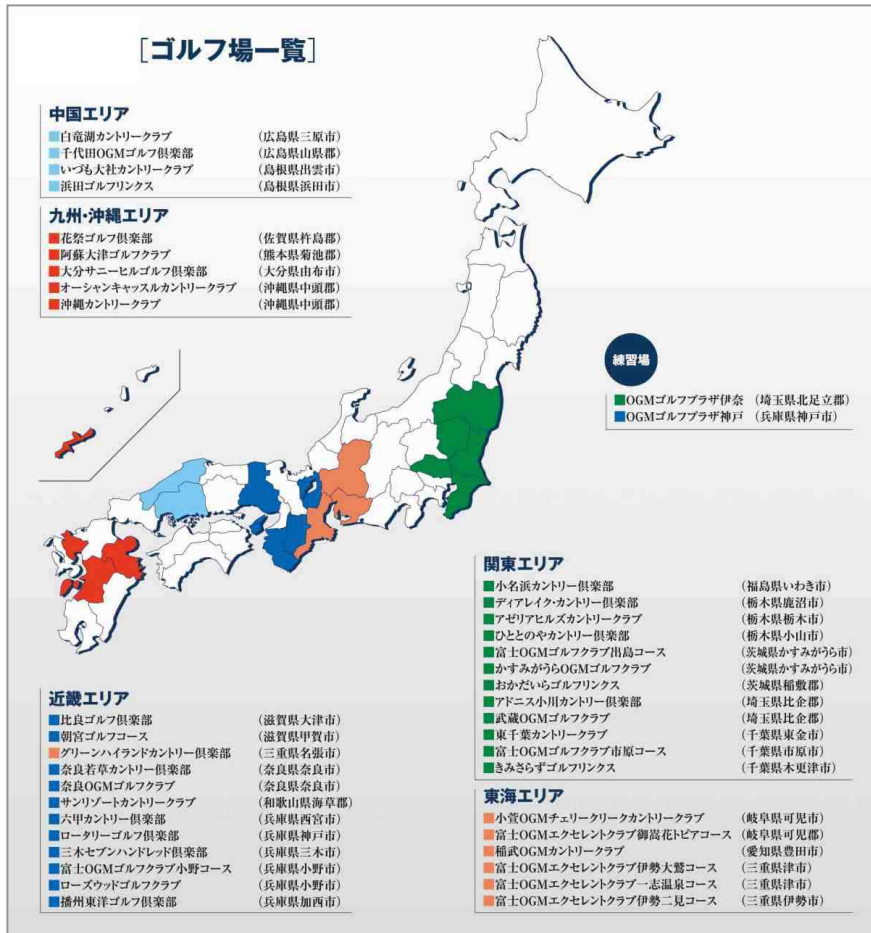 [ゴルフ場一覧]
中国エリア
白竜湖カントリークラブ （広島県三原市）
千代田OGMゴルフ倶楽部 （広島県山県郡）
いづも大社カントリークラブ （島根県出雲市）
浜田ゴルフリンクス （島根県浜田市）
九州・沖縄エリア
花祭ゴルフ倶楽部 （佐賀県杵島郡）
阿蘇大津ゴルフクラブ （熊本県菊池郡）
大分サニーヒルゴルフ倶楽部 （大分県由布市）
オーシャンキャッスルカントリークラブ （沖縄県中頭郡）
沖縄カントリークラブ （沖縄県中頭郡）
練習場
OGMゴルフプラザ伊奈 （埼玉県北足立郡）
OGMゴルフプラザ神戸 （兵庫県神戸市）
関東エリア
小名浜カントリー倶楽部 （福島県いわき市）
ディアレイク・カントリー倶楽部 （栃木県鹿沼市）
アゼリアヒルズカントリークラブ （栃木県栃木市）
ひととのやカントリー倶楽部 （栃木県小山市）
富士OGMゴルフクラブ出島コース （茨城県かすみがうら市）
かすみがうらOGMゴルフクラブ （茨城県かすみがうら市）
おかだいらゴルフリンクス （茨城県稲敷郡）
アドニス小川カントリー倶楽部 （埼玉県比企郡）
武蔵OGMゴルフクラブ （埼玉県比企郡）
東千葉カントリークラブ （千葉県東金市）
富士OGMゴルフクラブ市原コース （千葉県市原市）
きみさらずゴルフリンクス （千葉県木更津市）
近畿エリア
比良ゴルフ倶楽部 （滋賀県大津市）
朝宮ゴルフコース （滋賀県甲賀市）
グリーンハイランドカントリー倶楽部 （三重県名張市）
奈良若草カントリー倶楽部 （奈良県奈良市）
奈良OGMゴルフクラブ （奈良県奈良市）
サンリゾートカントリークラブ （和歌山県海草郡）
六甲カントリー倶楽部 （兵庫県西宮市）
ロータリーゴルフ倶楽部 （兵庫県神戸市）
三木セブンハンドレッド倶楽部 （兵庫県三木市）
富士OGMゴルフクラブ小野コース （兵庫県小野市）
ローズウッドゴルフクラブ （兵庫県小野市）
播州東洋ゴルフ倶楽部 （兵庫県加西市）
東海エリア
小萱OGMチェリークリークカントリークラブ （岐阜県可児市）
富士OGMエクセレントクラブ御嵩花トピアコース （岐阜県可児郡）
稲武OGMカントリークラブ （愛知県豊田市）
富士OGMエクセレントクラブ伊勢大鷲コース （三重県津市）
富士OGMエクセレントクラブ一志温泉コース （三重県津市）
富士OGMエクセレントクラブ伊勢二見コース （三重県伊勢市）